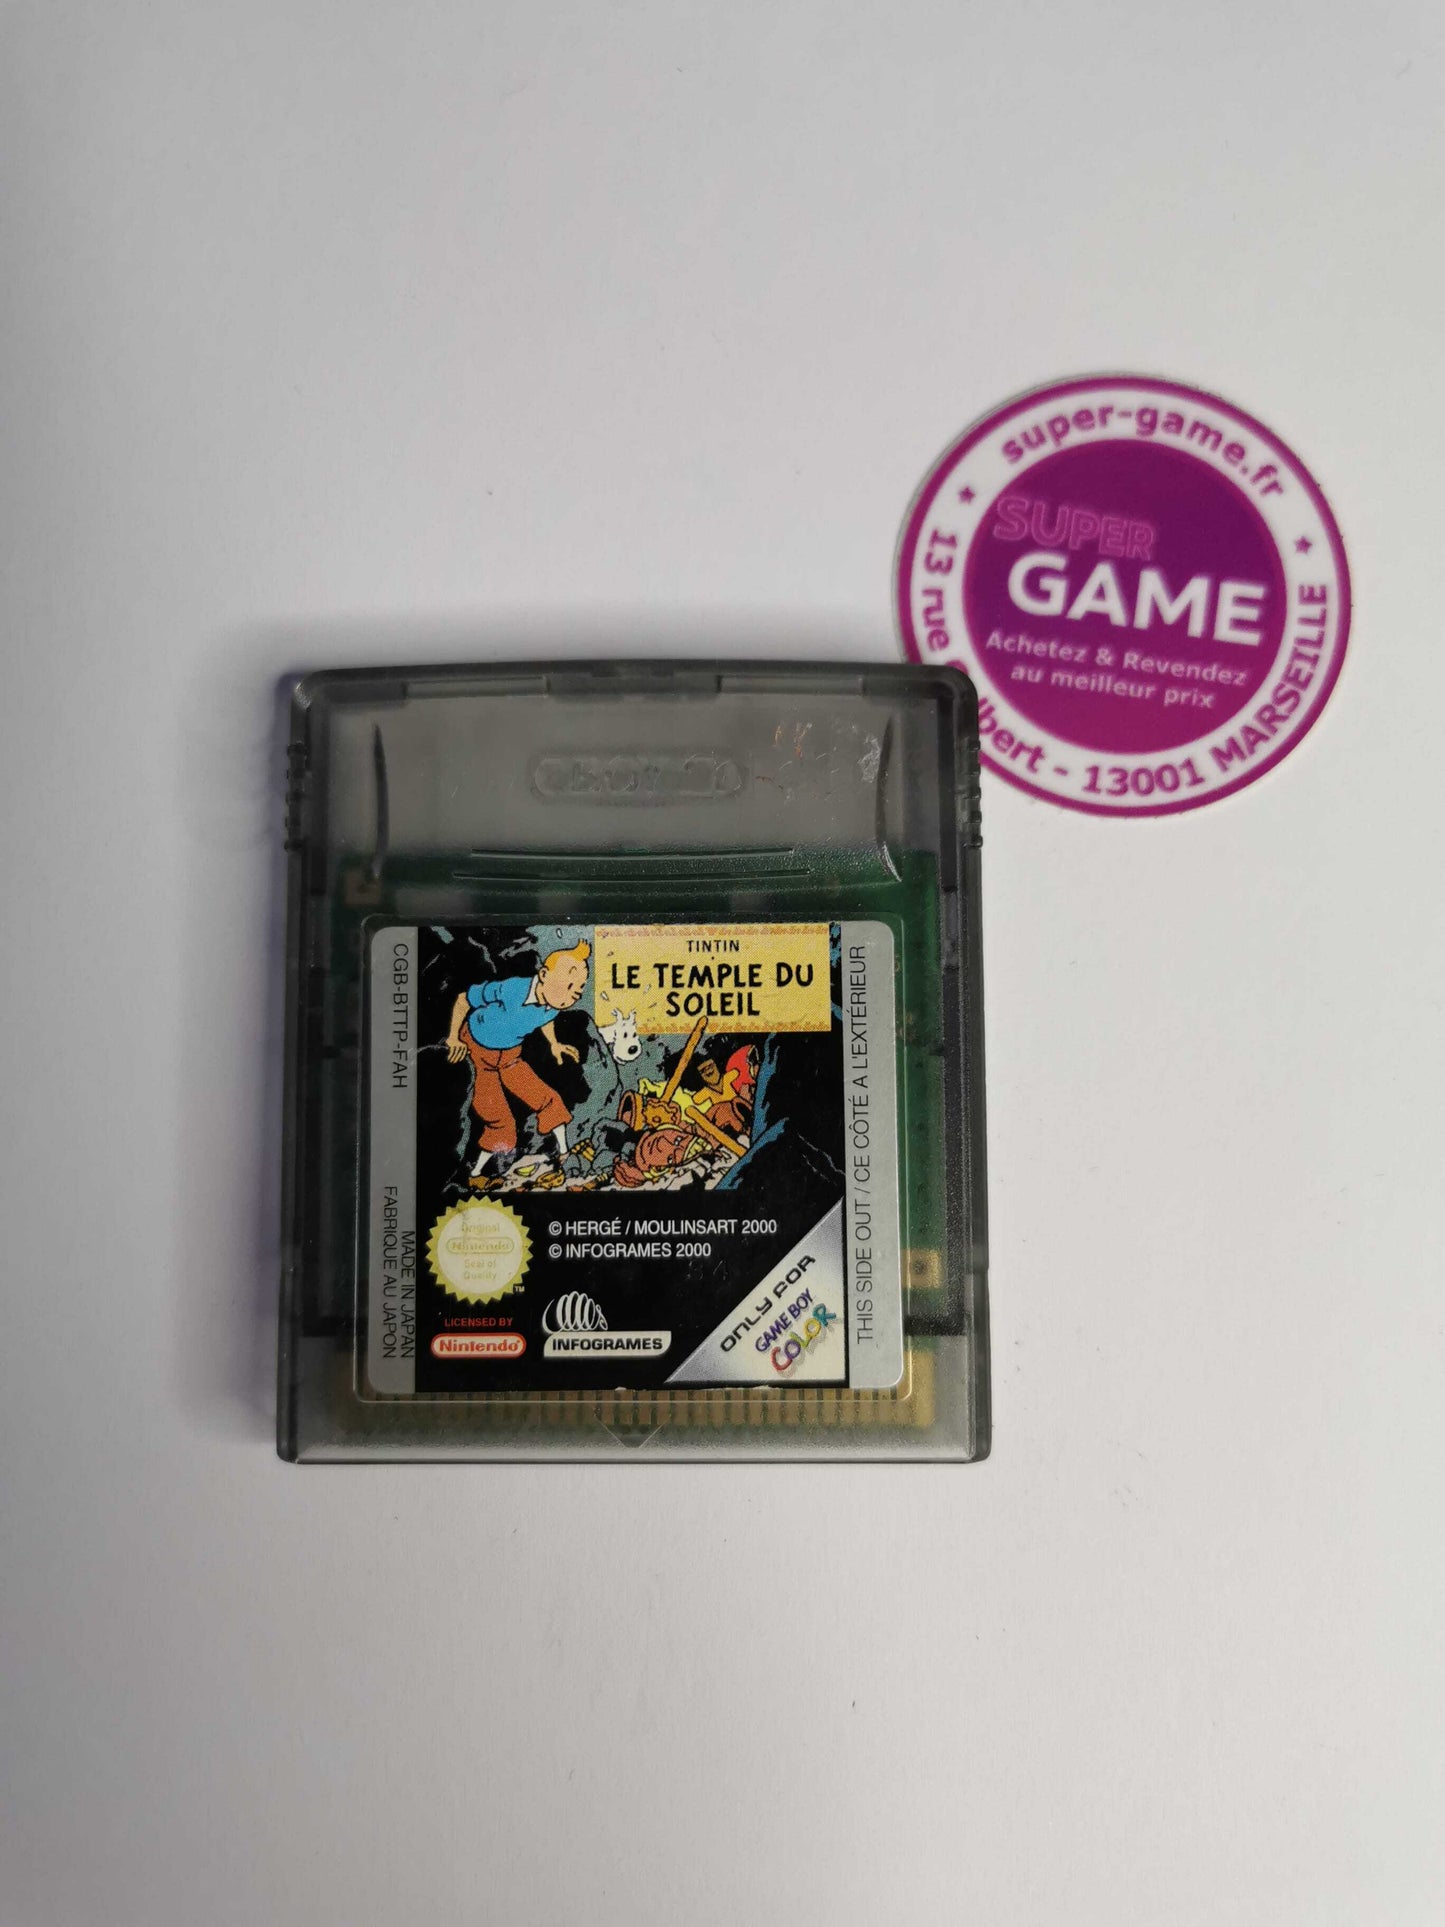 super-game.fr
SUPER
GAME
Achetez & Revendez
au meilleur prix
13 rue
bert - 13001 MARSEILLE
TINTIN
LE TEMPLE DU
SOLEIL
CGB-BTTP-FAH
MADE IN JAPAN
FABRIQUE AU JAPON
THIS SIDE OUT / CE CÔTÉ A L'EXTÉRIEUR
Original
Nintendo
Seal of
Quality
TM
© HERGÉ / MOULINSART 2000
© INFOGRAMES 2000
LICENSED BY
Nintendo
INFOGRAMES
ONLY FOR
GAME BOY
COLOR